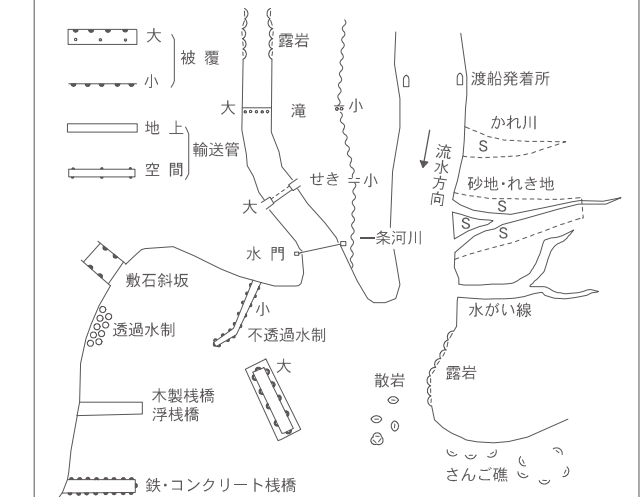 大
被覆
小
地上
輸送管
空間
露岩
大
滝
小
せき
小
大
水門
一条河川
渡船発着所
かれ川
S
流水方向
砂地・れき地
S
S
S
水がい線
敷石斜坂
透過水制
小
不透過水制
大
木製桟橋
浮桟橋
散岩
露岩
さんご礁
鉄・コンクリート桟橋